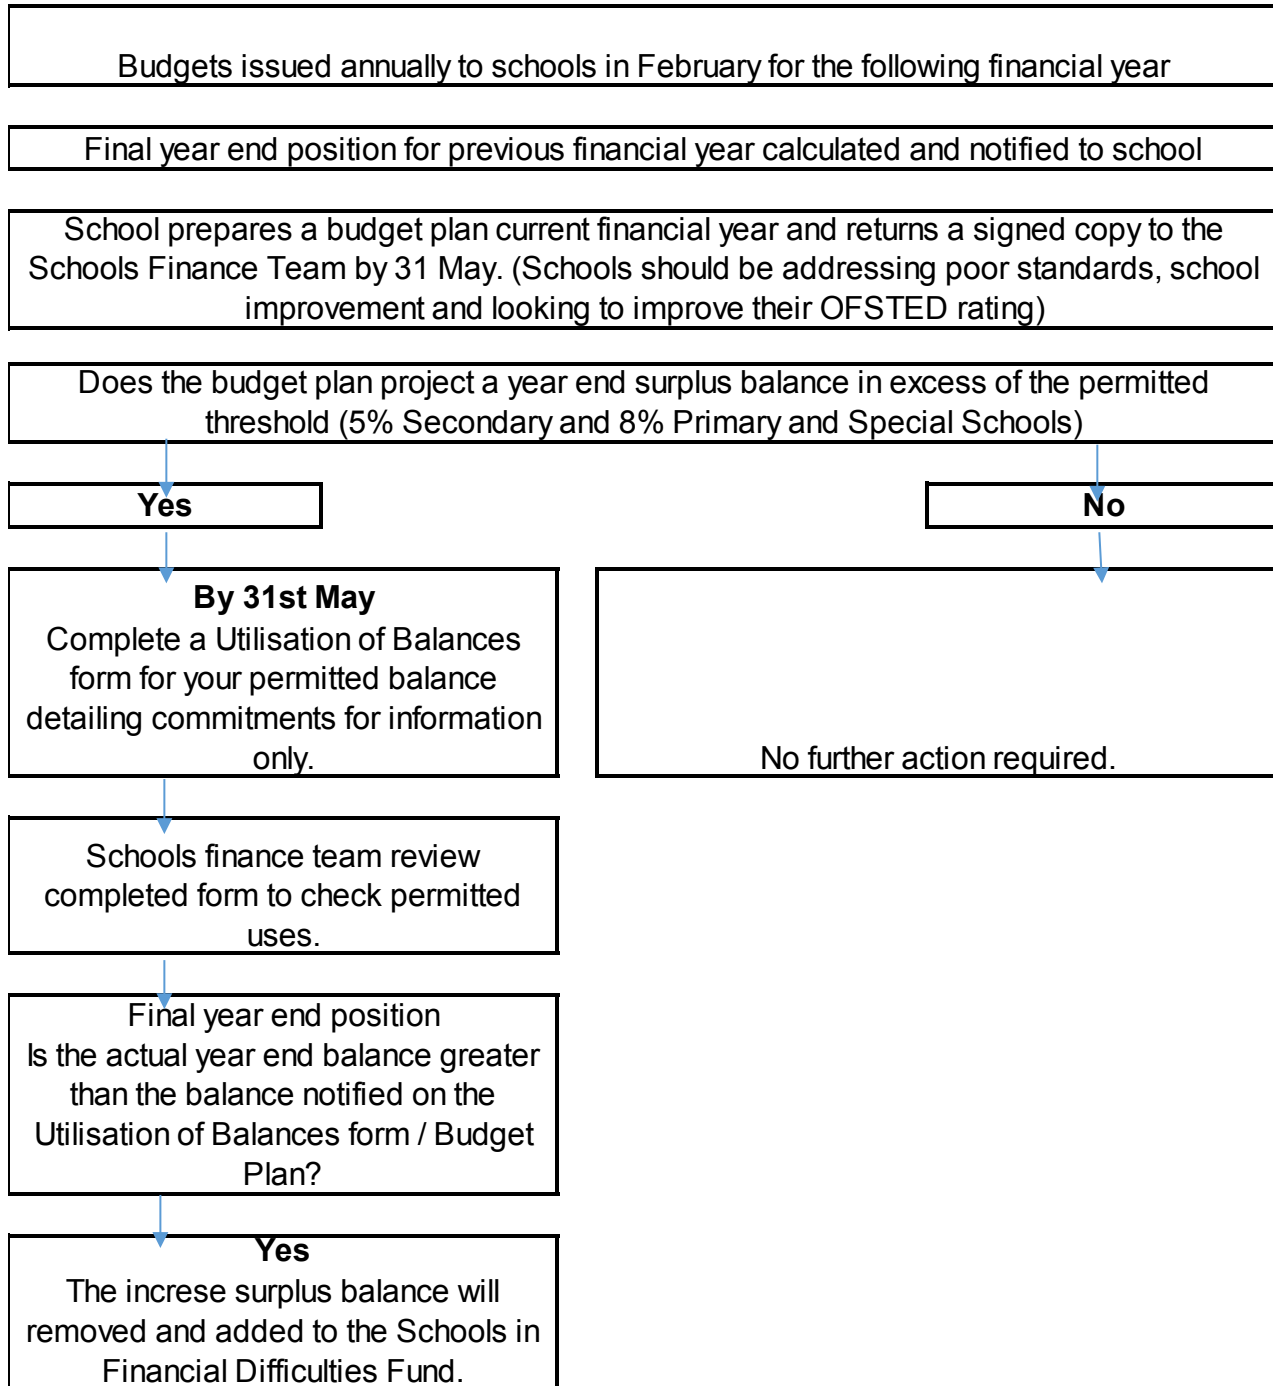 Budgets issued annually to schools in February for the following financial year
Final year end position for previous financial year calculated and notified to school
School prepares a budget plan current financial year and returns a signed copy to the
Schools Finance Team by 31 May. (Schools should be addressing poor standards, school
improvement and looking to improve their OFSTED rating)
Does the budget plan project a year end surplus balance in excess of the permitted
threshold (5% Secondary and 8% Primary and Special Schools)
Yes
No
By 31st May
Complete a Utilisation of Balances
form for your permitted balance
detailing commitments for information
only.
No further action required.
Schools finance team review
completed form to check permitted
uses.
Final year end position
Is the actual year end balance greater
than the balance notified on the
Utilisation of Balances form / Budget
Plan?
Yes
The increse surplus balance will
removed and added to the Schools in
Financial Difficulties Fund.